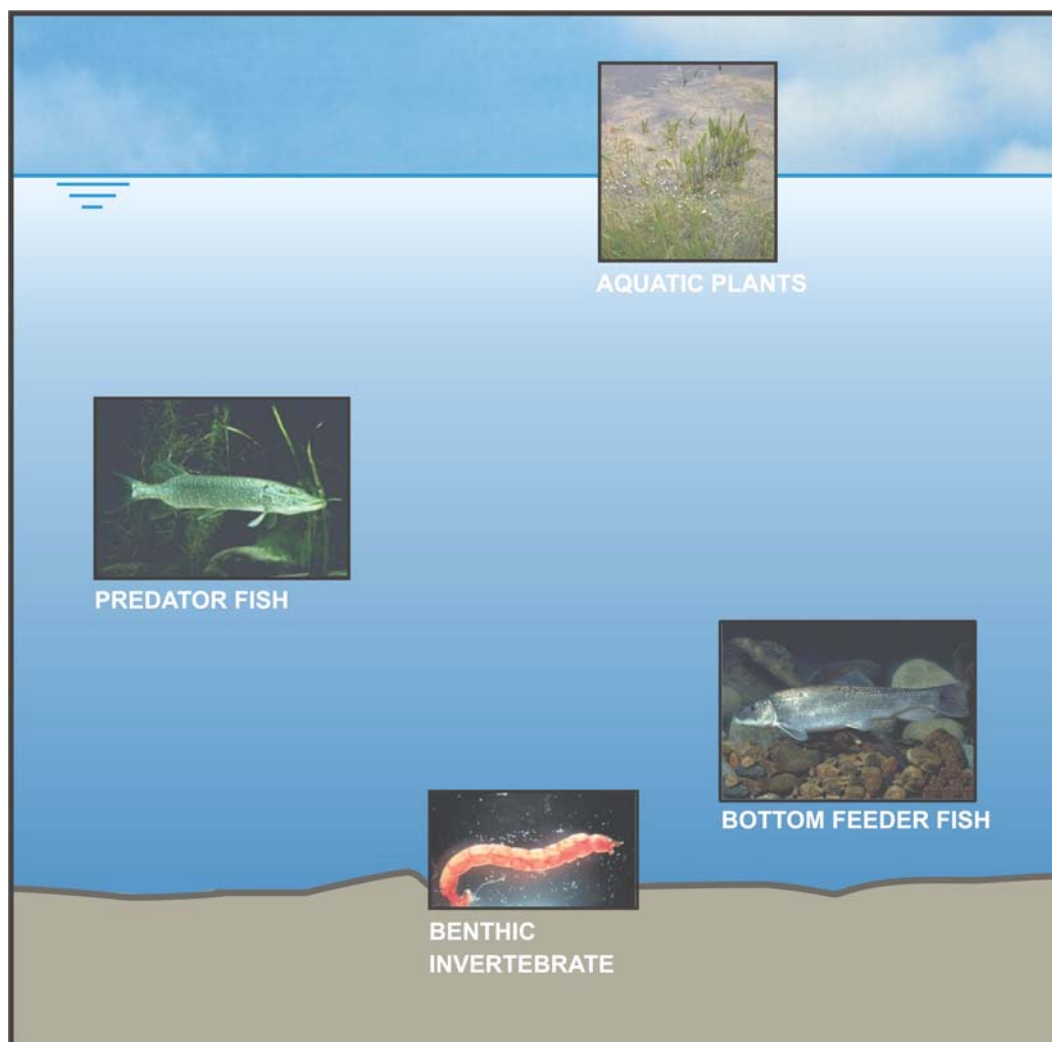 AQUATIC PLANTS
PREDATOR FISH
BOTTOM FEEDER FISH
BENTHIC
INVERTEBRATE